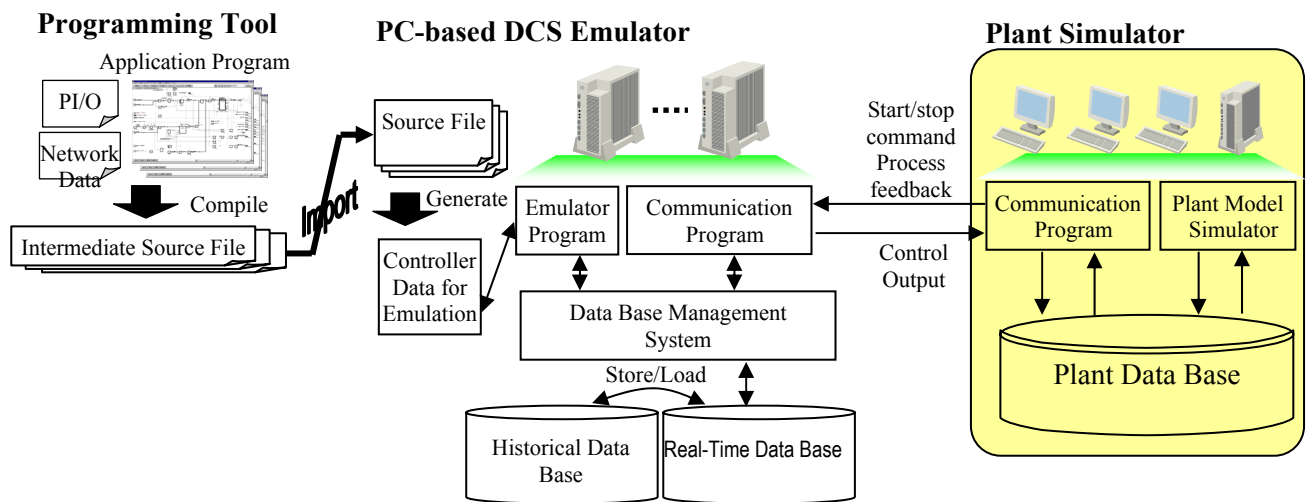 Programming Tool
Application Program
PI/O
Network
Data
Compile
Intermediate Source File
Import
PC-based DCS Emulator
Source File
Generate
Controller
Data for
Emulation
Emulator
Program
Communication
Program
Data Base Management
System
Store/Load
Historical Data
Base
Real-Time Data Base
Start/stop
command
Process
feedback
Control
Output
Plant Simulator
Communication
Program
Plant Model
Simulator
Plant Data Base